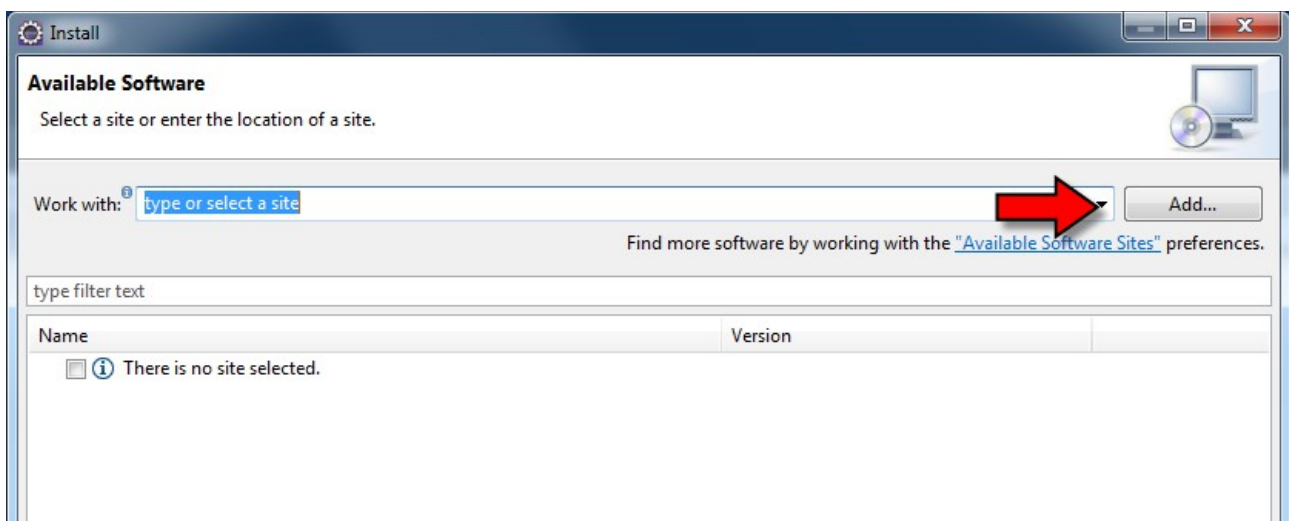 Install
Available Software
Select a site or enter the location of a site.
Work with: type or select a site Add...
Find more software by working with the "Available Software Sites" preferences.
type filter text
Name Version
There is no site selected.